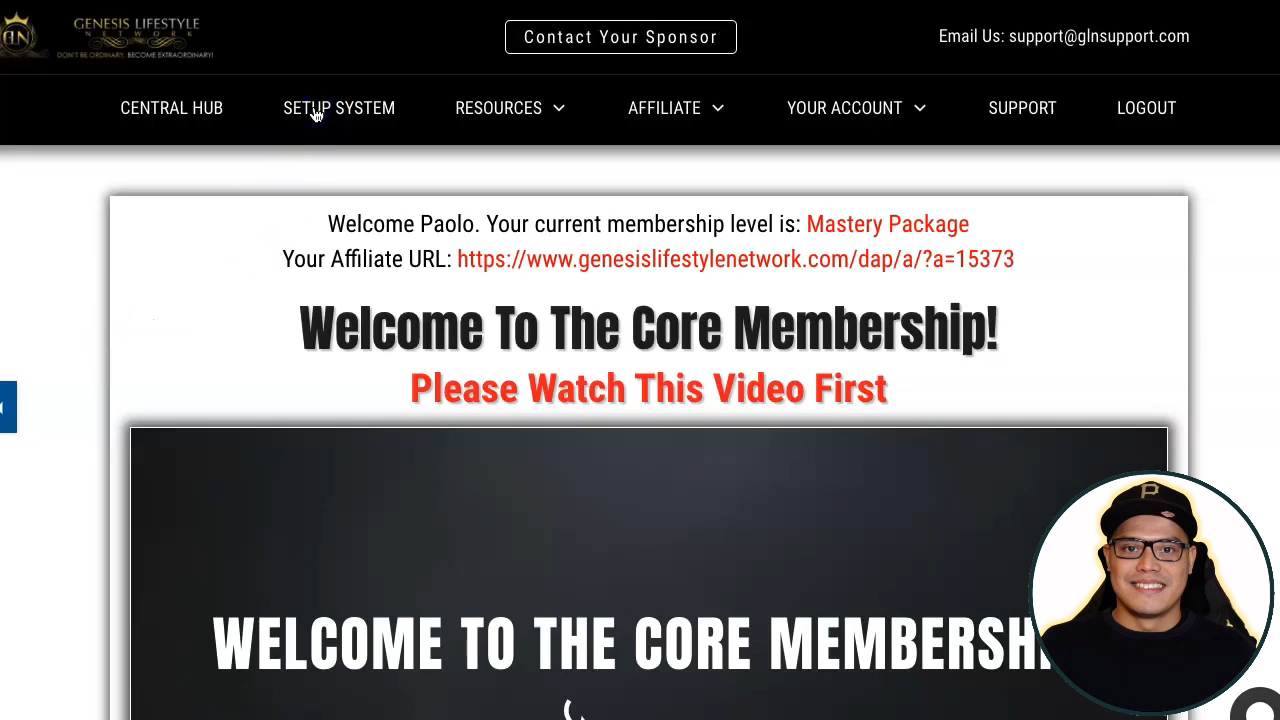 GENESIS LIFESTYLE
NETWORK
DON'T BE ORDINARY, BECOME EXTRAORDINARY!
GLN
Contact Your Sponsor
Email Us: support@glnsupport.com
CENTRAL HUB
SETUP SYSTEM
RESOURCES
AFFILIATE
YOUR ACCOUNT
SUPPORT
LOGOUT
Welcome Paolo. Your current membership level is: Mastery Package
Your Affiliate URL: https://www.genesislifestylenetwork.com/dap/a/?a=15373
Welcome To The Core Membership!
Please Watch This Video First
WELCOME TO THE CORE MEMBERSH
P